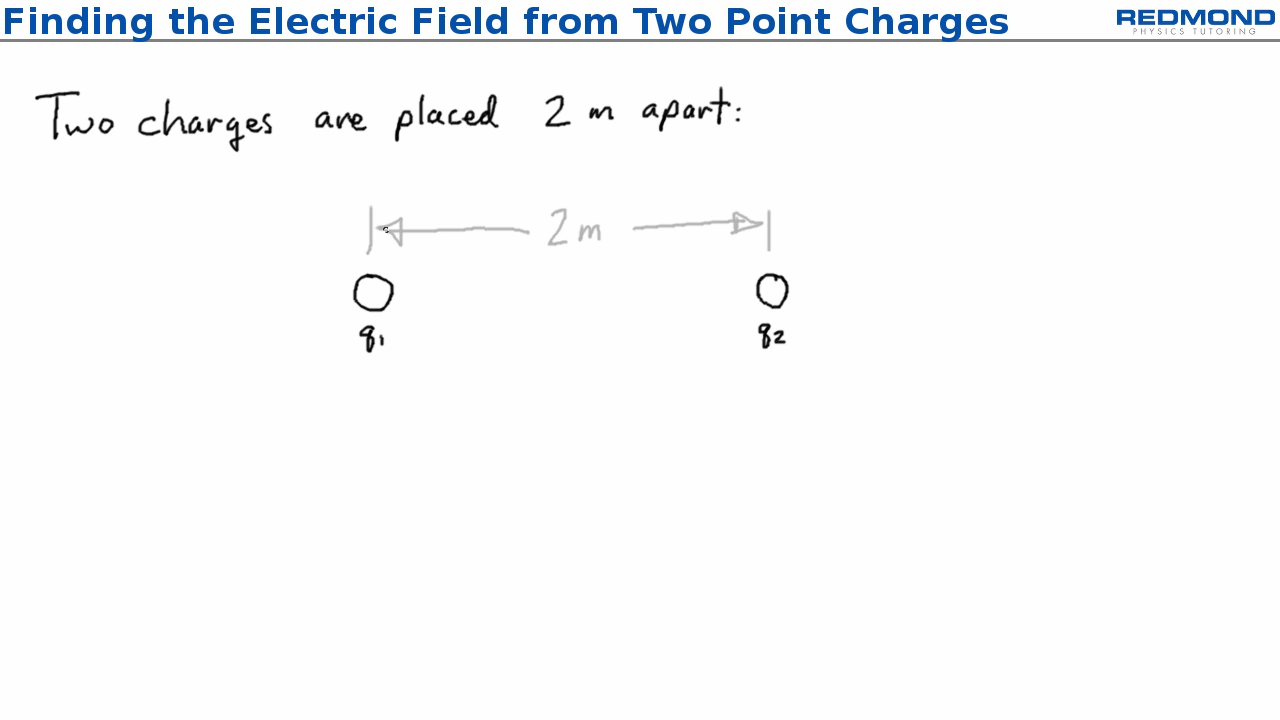 Finding the Electric Field from Two Point Charges
REDMOND
PHYSICS TUTORING
Two charges are placed 2 m apart:
2 m
q1
q2